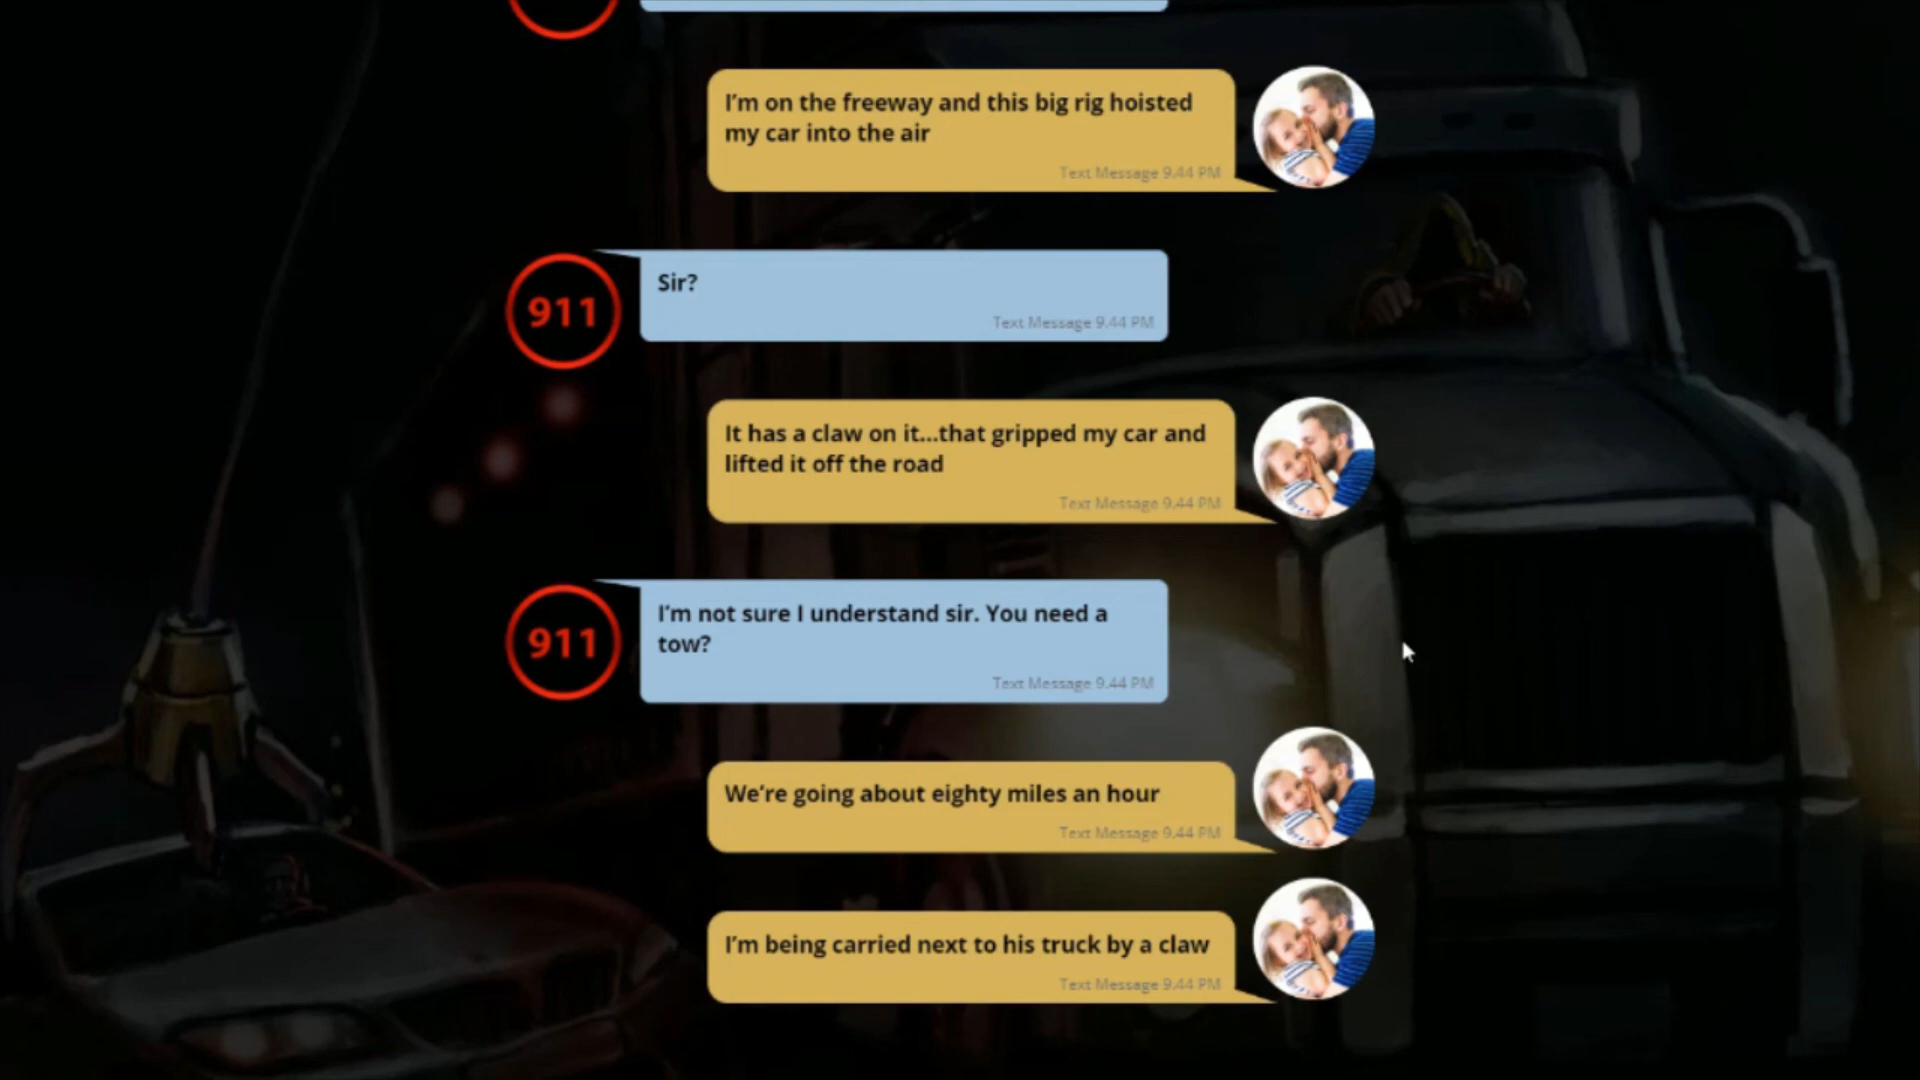 I'm on the freeway and this big rig hoisted
my car into the air
Text Message 9.44 PM
911
Sir?
Text Message 9.44 PM
It has a claw on it...that gripped my car and
lifted it off the road
Text Message 9.44 PM
911
I'm not sure I understand sir. You need a
tow?
Text Message 9.44 PM
We're going about eighty miles an hour
Text Message 9.44 PM
I'm being carried next to his truck by a claw
Text Message 9.44 PM